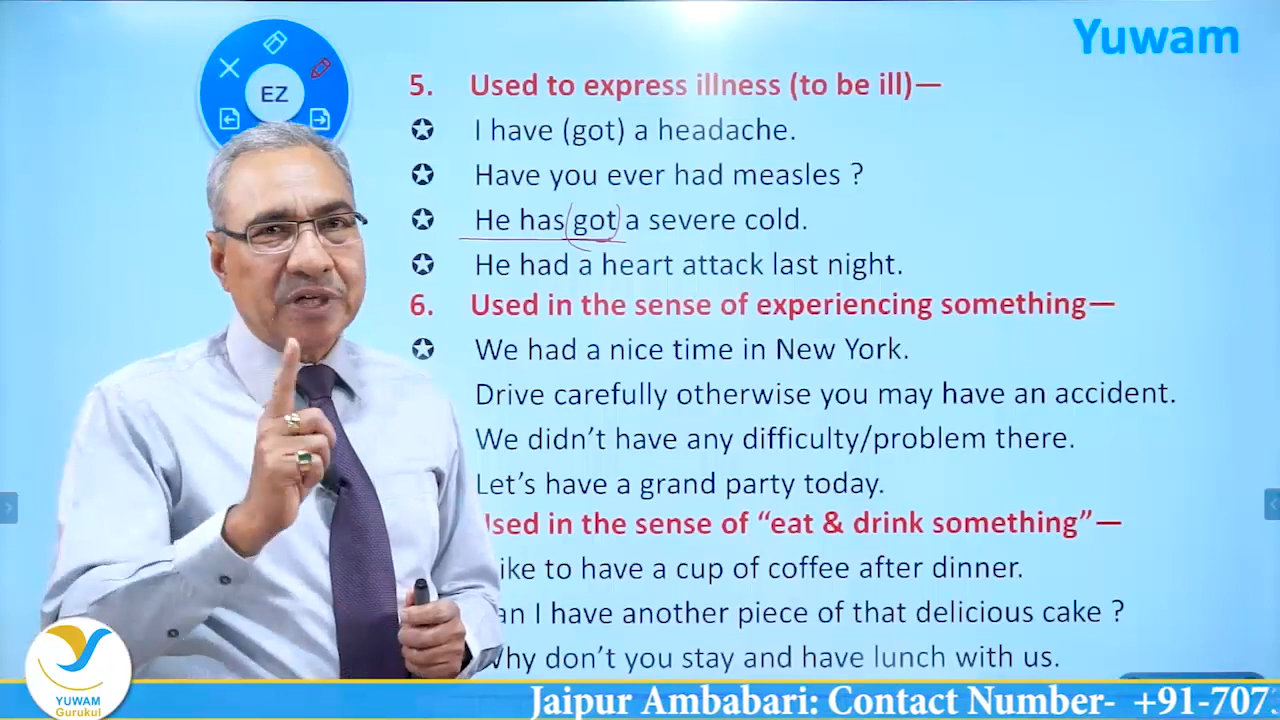 Yuwam
EZ
5. Used to express illness (to be ill)—
I have (got) a headache.
Have you ever had measles ?
He has got a severe cold.
He had a heart attack last night.
6. Used in the sense of experiencing something—
We had a nice time in New York.
Drive carefully otherwise you may have an accident.
We didn't have any difficulty/problem there.
Let's have a grand party today.
Used in the sense of “eat & drink something”—
to have a cup of coffee after dinner.
I have another piece of that delicious cake ?
Why don't you stay and have lunch with us.
YUWAM
Gurukul
Jaipur Ambabari: Contact Number- +91-707